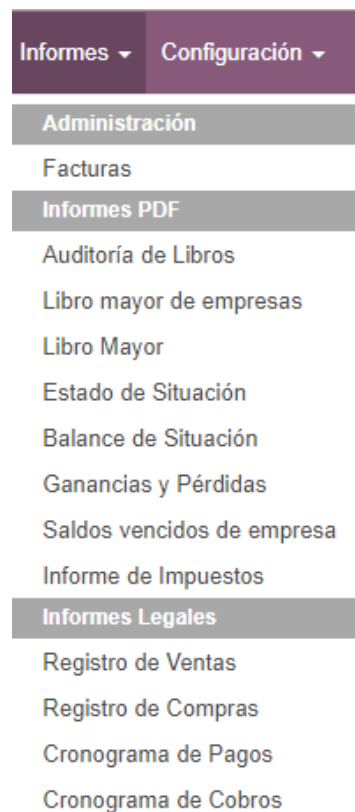 Informes Configuración
Administración
Facturas
Informes PDF
Auditoría de Libros
Libro mayor de empresas
Libro Mayor
Estado de Situación
Balance de Situación
Ganancias y Pérdidas
Saldos vencidos de empresa
Informe de Impuestos
Informes Legales
Registro de Ventas
Registro de Compras
Cronograma de Pagos
Cronograma de Cobros